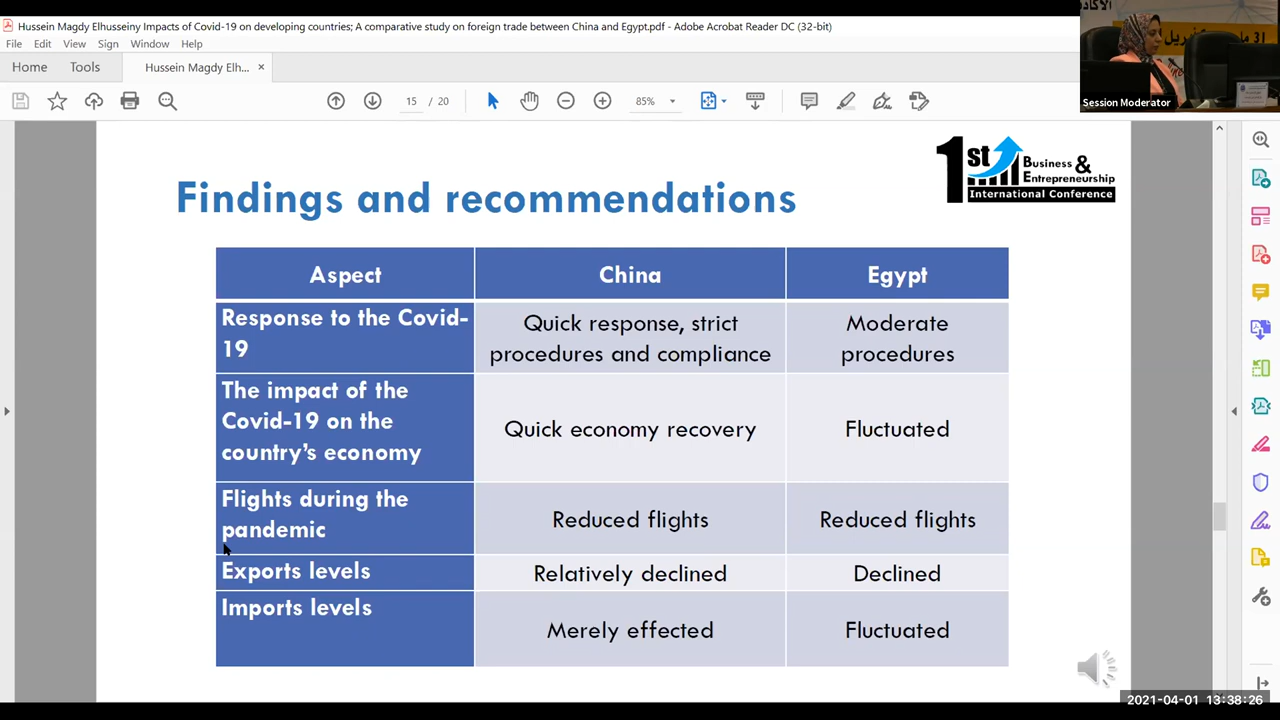 Hussein Magdy Elhusseiny Impacts of Covid-19 on developing countries; A comparative study on foreign trade between China and Egypt.pdf - Adobe Acrobat Reader DC (32-bit)
File Edit View Sign Window Help
Home Tools Hussein Magdy Elh... ×
15 / 20 85%
Session Moderator
1st Business & Entrepreneurship
International Conference
Findings and recommendations
Aspect China Egypt
Response to the Covid-
19
Quick response, strict
procedures and compliance
Moderate
procedures
The impact of the
Covid-19 on the
country’s economy
Quick economy recovery
Fluctuated
Flights during the
pandemic
Reduced flights
Reduced flights
Exports levels Relatively declined Declined
Imports levels
Merely effected
Fluctuated
2021-04-01 13:38:26